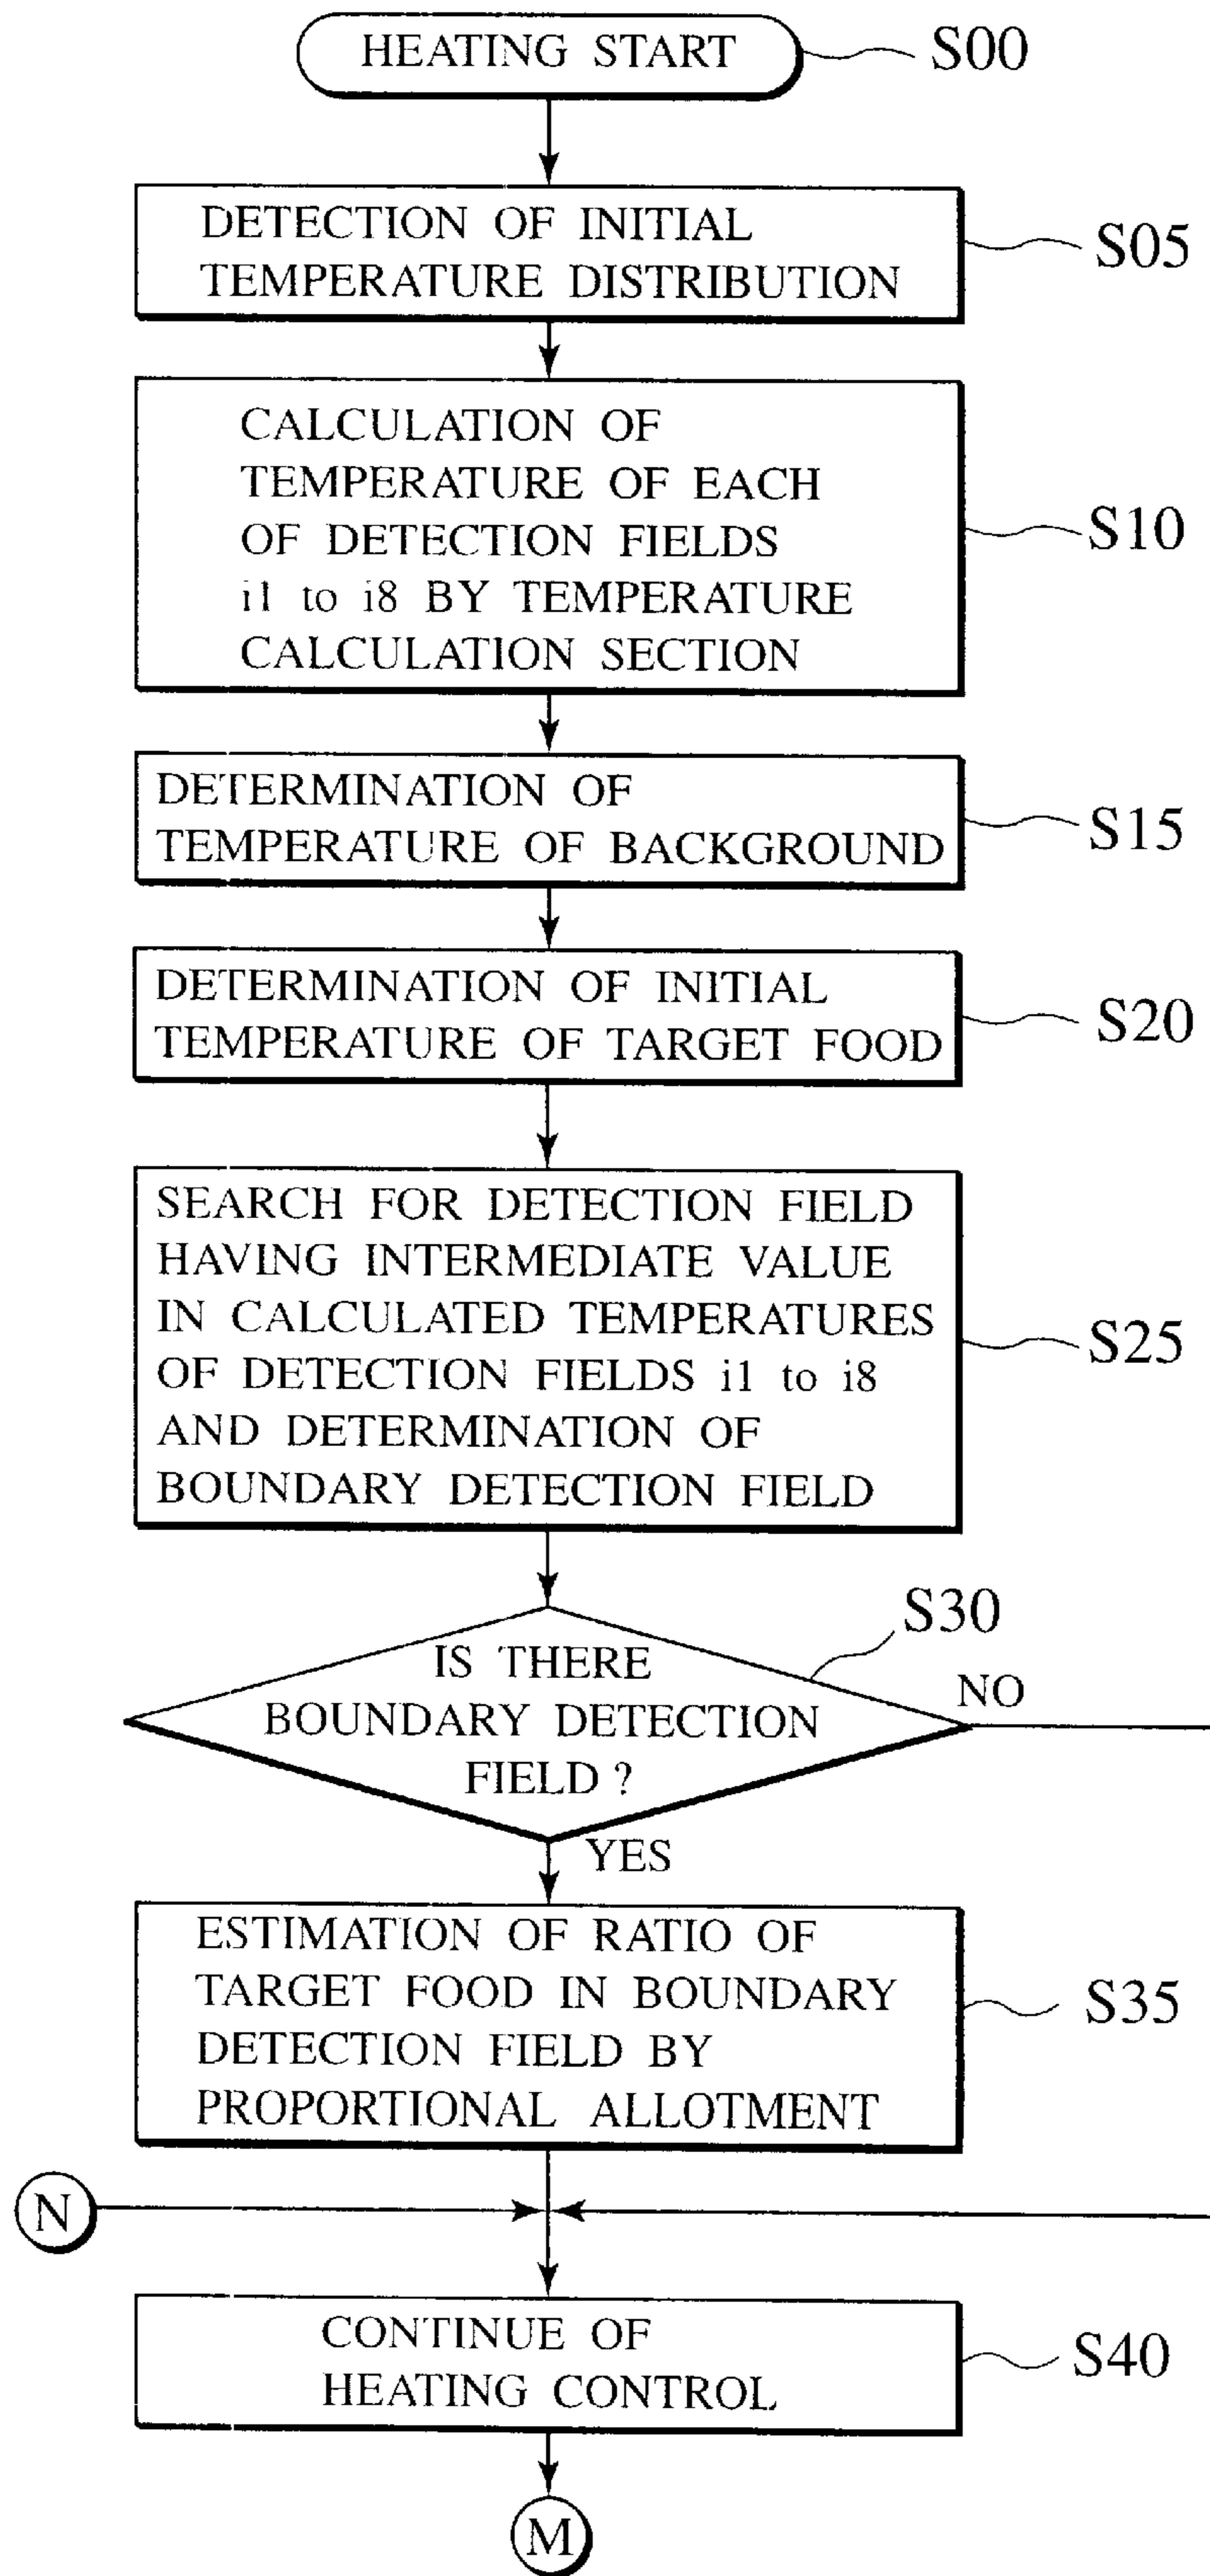 HEATING START
S00
DETECTION OF INITIAL
TEMPERATURE DISTRIBUTION
S05
CALCULATION OF
TEMPERATURE OF EACH
OF DETECTION FIELDS
i1 to i8 BY TEMPERATURE
CALCULATION SECTION
S10
DETERMINATION OF
TEMPERATURE OF BACKGROUND
S15
DETERMINATION OF INITIAL
TEMPERATURE OF TARGET FOOD
S20
SEARCH FOR DETECTION FIELD
HAVING INTERMEDIATE VALUE
IN CALCULATED TEMPERATURES
OF DETECTION FIELDS i1 to i8
AND DETERMINATION OF
BOUNDARY DETECTION FIELD
S25
S30
IS THERE
BOUNDARY DETECTION
FIELD ?
NO
YES
ESTIMATION OF RATIO OF
TARGET FOOD IN BOUNDARY
DETECTION FIELD BY
PROPORTIONAL ALLOTMENT
S35
N
CONTINUE OF
HEATING CONTROL
S40
M